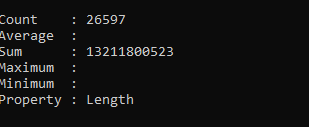 Count    : 26597
Average  :
Sum      : 13211800523
Maximum  :
Minimum  :
Property : Length